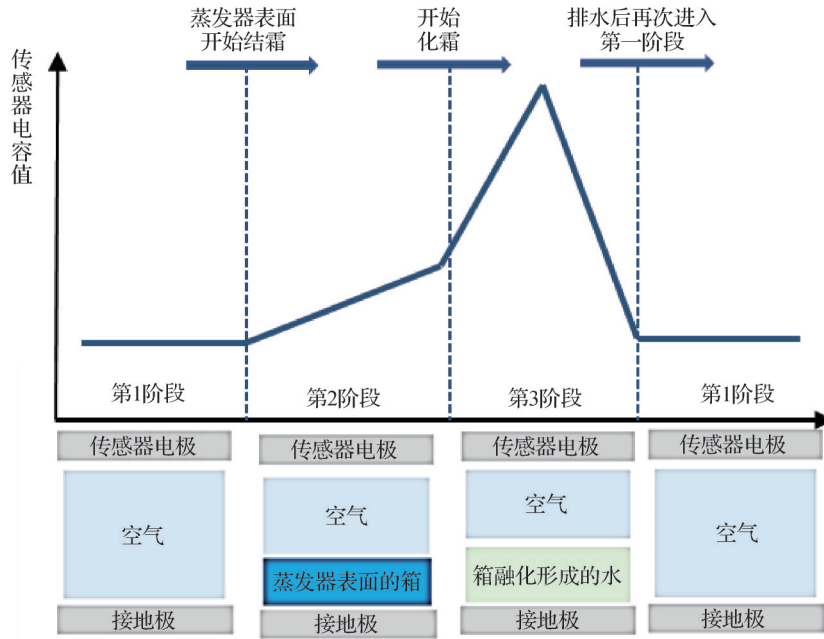 蒸发器表面
开始结霜
开始
化霜
排水后再次进入
第一阶段
传感器电容值
第1阶段
第2阶段
第3阶段
第1阶段
传感器电极
传感器电极
传感器电极
传感器电极
空气
空气
空气
空气
蒸发器表面的箱
箱融化形成的水
接地极
接地极
接地极
接地极